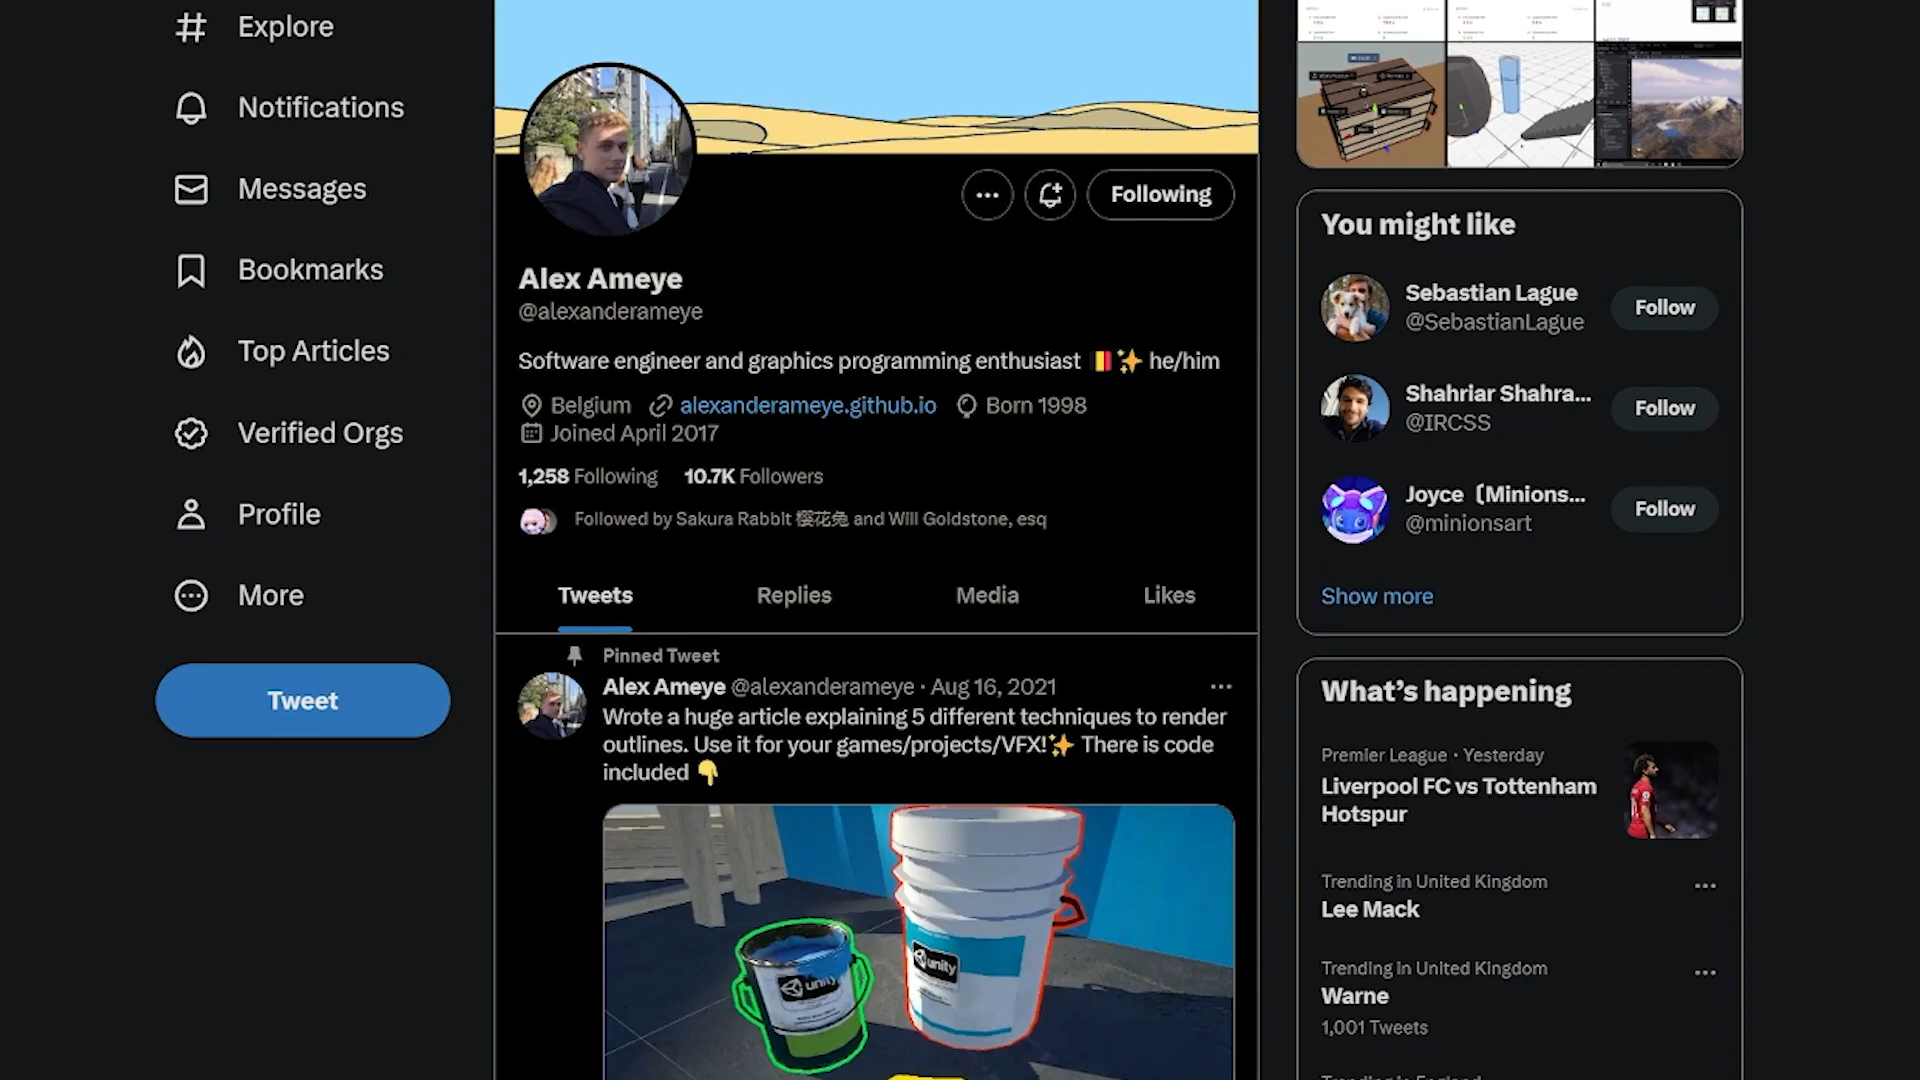 Explore
Notifications
Messages
Bookmarks
Top Articles
Verified Orgs
Profile
More
Tweet
Following
Alex Ameye
@alexanderameye
Software engineer and graphics programming enthusiast 🇧🇪✨ he/him
Belgium alexanderameye.github.io Born 1998
Joined April 2017
1,258 Following 10.7K Followers
Followed by Sakura Rabbit 樱花兔 and Will Goldstone, esq
Tweets Replies Media Likes
Pinned Tweet
Alex Ameye @alexanderameye · Aug 16, 2021
Wrote a huge article explaining 5 different techniques to render
outlines. Use it for your games/projects/VFX!✨ There is code
included 👇
unity
unity
You might like
Sebastian Lague
@SebastianLague
Follow
Shahriar Shahra...
@IRCSS
Follow
Joyce〔Minions...
@minionsart
Follow
Show more
What's happening
Premier League · Yesterday
Liverpool FC vs Tottenham
Hotspur
Trending in United Kingdom
Lee Mack
Trending in United Kingdom
Warne
1,001 Tweets